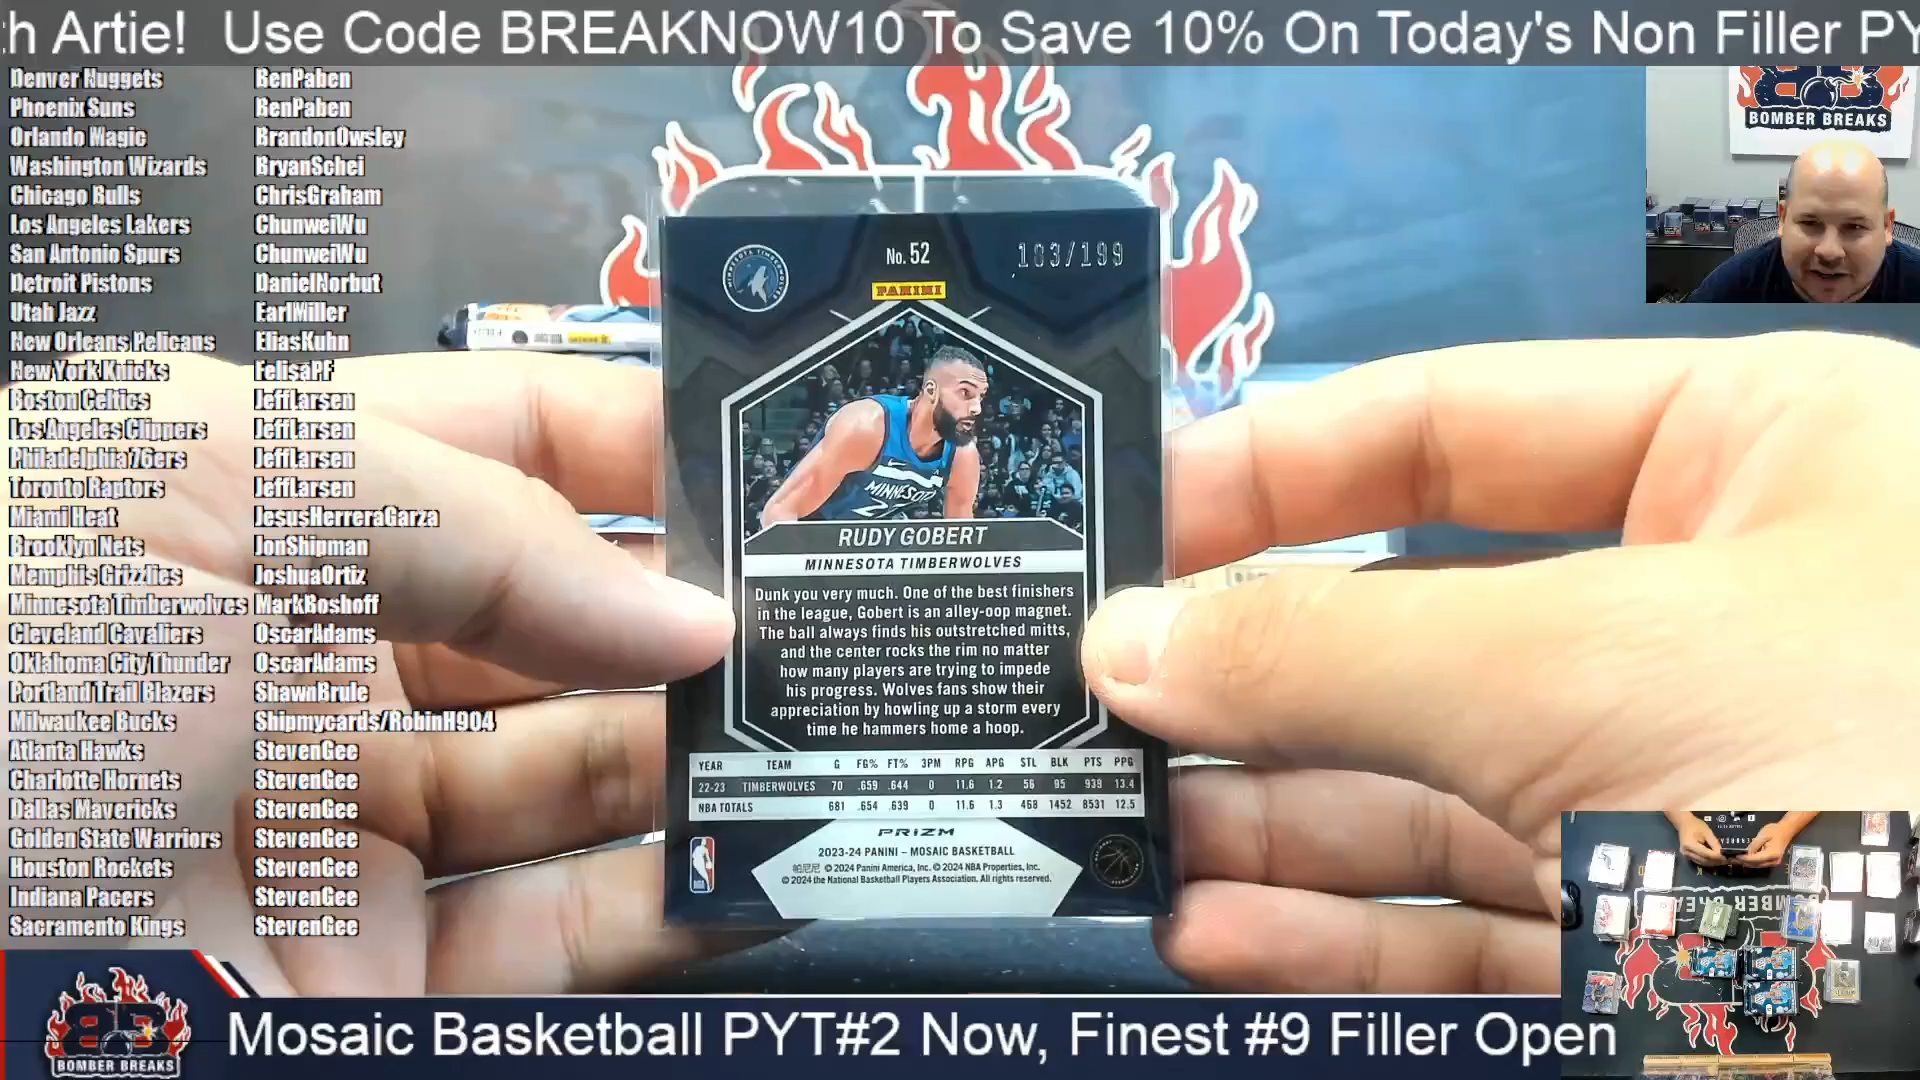 h Artie!  Use Code BREAKNOW10 To Save 10% On Today's Non Filler PY
Denver Nuggets BenPaben
Phoenix Suns BenPaben
Orlando Magic BrandonOwsley
Washington Wizards BryanSchei
Chicago Bulls ChrisGraham
Los Angeles Lakers ChunweiWu
San Antonio Spurs ChunweiWu
Detroit Pistons DanielNorbut
Utah Jazz EarlMiller
New Orleans Pelicans EliasKuhn
New York Knicks FelisaPF
Boston Celtics JeffLarsen
Los Angeles Clippers JeffLarsen
Philadelphia 76ers JeffLarsen
Toronto Raptors JeffLarsen
Miami Heat JesusHerreraGarza
Brooklyn Nets JonShipman
Memphis Grizzlies JoshuaOrtiz
Minnesota Timberwolves MarkBoshoff
Cleveland Cavaliers OscarAdams
Oklahoma City Thunder OscarAdams
Portland Trail Blazers ShawnBrule
Milwaukee Bucks Shipmycards/RobinH904
Atlanta Hawks StevenGee
Charlotte Hornets StevenGee
Dallas Mavericks StevenGee
Golden State Warriors StevenGee
Houston Rockets StevenGee
Indiana Pacers StevenGee
Sacramento Kings StevenGee
BOMBER BREAKS
MINNESOTA TIMBERWOLVES
No. 52
183/199
PANINI
MINNESOTA
RUDY GOBERT
MINNESOTA TIMBERWOLVES
Dunk you very much. One of the best finishers
in the league, Gobert is an alley-oop magnet.
The ball always finds his outstretched mitts,
and the center rocks the rim no matter
how many players are trying to impede
his progress. Wolves fans show their
appreciation by howling up a storm every
time he hammers home a hoop.
YEAR TEAM G FG% FT% 3PM RPG APG STL BLK PTS PPG
22-23 TIMBERWOLVES 70 .659 .644 0 11.6 1.2 56 95 939 13.4
NBA TOTALS 681 .654 .639 0 11.6 1.3 468 1452 8531 12.5
PRIZM
2023-24 PANINI – MOSAIC BASKETBALL
帕尼尼 © 2024 Panini America, Inc. © 2024 NBA Properties, Inc.
© 2024 the National Basketball Players Association. All rights reserved.
NBA
BOMBER BREAKS
BOMBER BREAKS
Mosaic Basketball PYT#2 Now, Finest #9 Filler Open